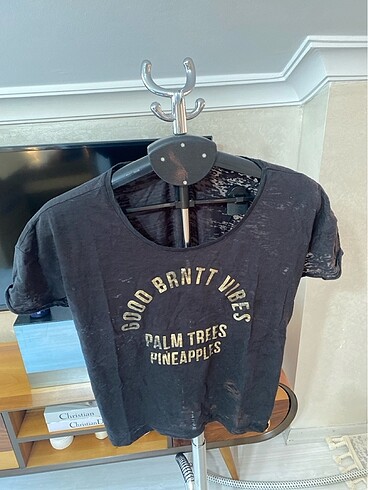 GOOD BRNTT VIBES
PALM TREES
PINEAPPLES
Christian
Christian